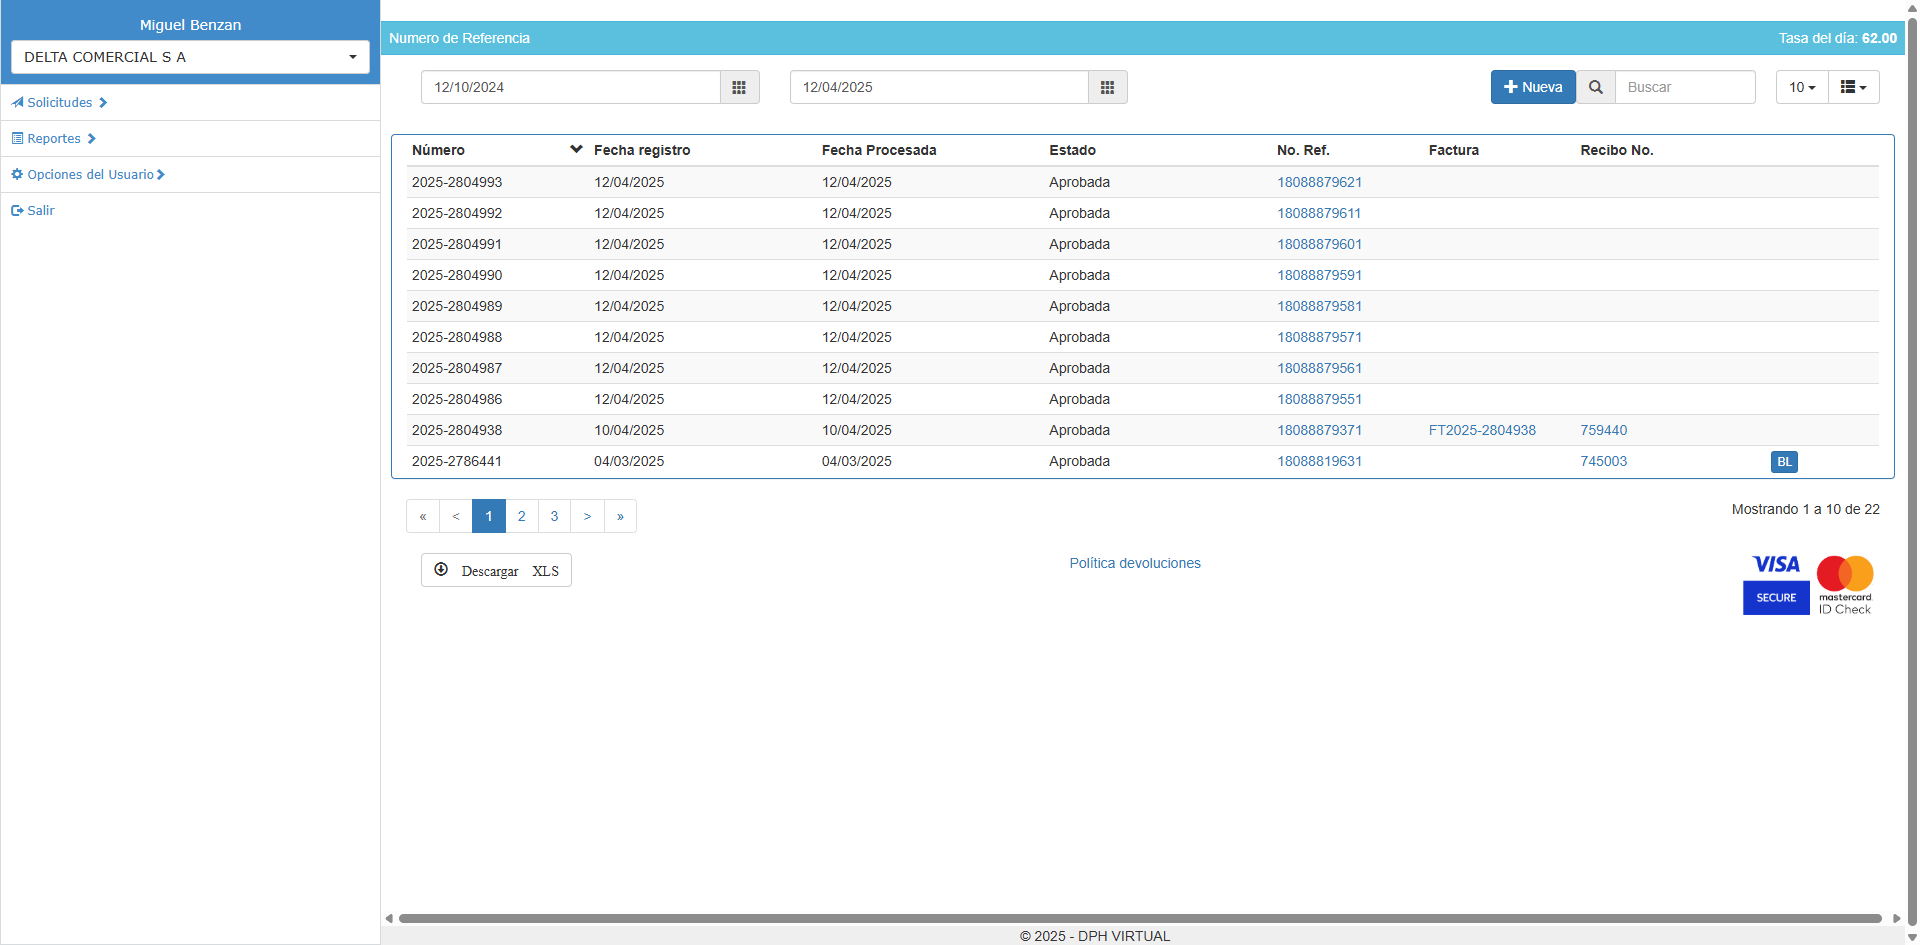 Miguel Benzan
DELTA COMERCIAL S A
Solicitudes
Reportes
Opciones del Usuario
Salir
Numero de Referencia Tasa del día: 62.00
12/10/2024 12/04/2025 Nueva Buscar 10
Número Fecha registro Fecha Procesada Estado No. Ref. Factura Recibo No.
2025-2804993 12/04/2025 12/04/2025 Aprobada 18088879621
2025-2804992 12/04/2025 12/04/2025 Aprobada 18088879611
2025-2804991 12/04/2025 12/04/2025 Aprobada 18088879601
2025-2804990 12/04/2025 12/04/2025 Aprobada 18088879591
2025-2804989 12/04/2025 12/04/2025 Aprobada 18088879581
2025-2804988 12/04/2025 12/04/2025 Aprobada 18088879571
2025-2804987 12/04/2025 12/04/2025 Aprobada 18088879561
2025-2804986 12/04/2025 12/04/2025 Aprobada 18088879551
2025-2804938 10/04/2025 10/04/2025 Aprobada 18088879371 FT2025-2804938 759440
2025-2786441 04/03/2025 04/03/2025 Aprobada 18088819631 745003 BL
« < 1 2 3 > » Mostrando 1 a 10 de 22
Descargar XLS Política devoluciones
VISA
SECURE
mastercard
ID Check
© 2025 - DPH VIRTUAL